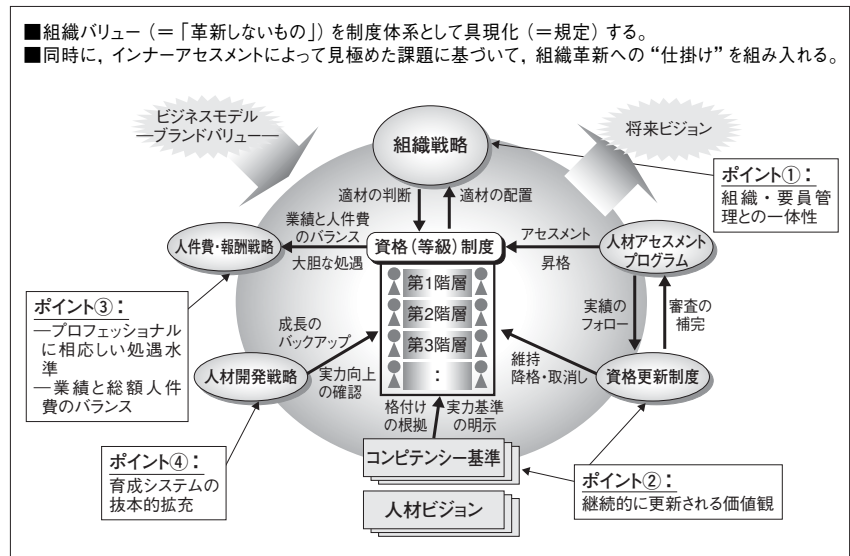 ■組織バリュー（＝「革新しないもの」）を制度体系として具現化（＝規定）する。
■同時に，インナーアセスメントによって見極めた課題に基づいて，組織革新への“仕掛け”を組み入れる。
ビジネスモデル
―ブランドバリュー―
将来ビジョン
組織戦略
ポイント①：
組織・要員管
理との一体性
適材の判断
適材の配置
業績と人件費
のバランス
大胆な処遇
人件費・報酬戦略
資格（等級）制度
アセスメント
昇格
人材アセスメント
プログラム
第1階層
第2階層
第3階層
：
ポイント③：
―プロフェッショナル
に相応しい処遇水
準
―業績と総額人件
費のバランス
成長の
バックアップ
実力向上
の確認
人材開発戦略
実績の
フォロー
審査の
補完
維持
降格・取消し
資格更新制度
格付け
の根拠
実力基準
の明示
コンピテンシー基準
人材ビジョン
ポイント④：
育成システムの
抜本的拡充
ポイント②：
継続的に更新される価値観